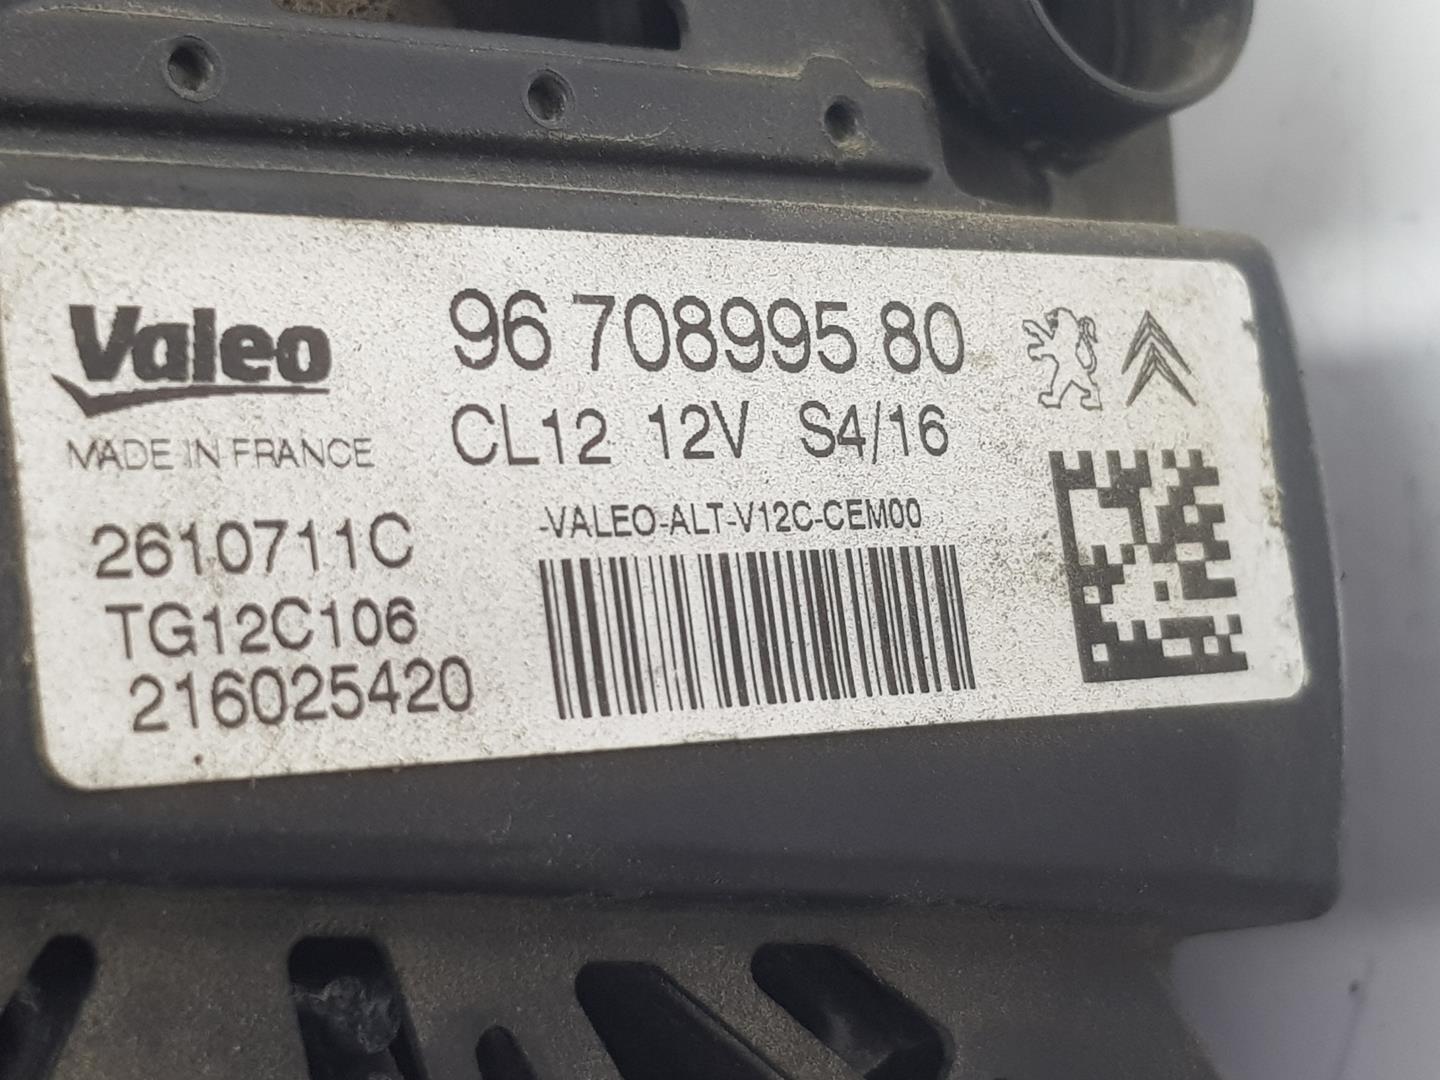 Valeo
96 708995 80
MADE IN FRANCE
CL12 12V S4/16
2610711C
-VALEO-ALT-V12C-CEM00
TG12C106
216025420